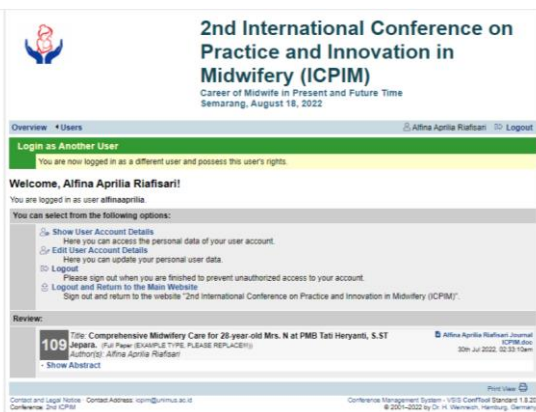 2nd International Conference on
Practice and Innovation in
Midwifery (ICPIM)
Career of Midwife in Present and Future Time
Semarang, August 18, 2022
Overview Users Alfina Aprilia Riafisari Logout
Login as Another User
You are now logged in as a different user and possess this user's rights.
Welcome, Alfina Aprilia Riafisari!
You are logged in as user alfinaaprilia.
You can select from the following options:
Show User Account Details
Here you can access the personal data of your user account.
Edit User Account Details
Here you can update your personal user data.
Logout
Please sign out when you are finished to prevent unauthorized access to your account.
Logout and Return to the Main Website
Sign out and return to the website "2nd International Conference on Practice and Innovation in Midwifery (ICPIM)".
Review:
109 Title: Comprehensive Midwifery Care for 28-year-old Mrs. N at PMB Tati Heryanti, S.ST
Jepara. (Full Paper (EXAMPLE TYPE, PLEASE REPLACE!!!))
Author(s): Alfina Aprilia Riafisari
- Show Abstract
Alfina Aprilia Riafisari Journal
ICPIM.doc
30th Jul 2022, 02:33:10am
Print View
Contact and Legal Notice · Contact Address: icpim@unimus.ac.id
Conference: 2nd ICPIM
Conference Management System - VSIS ConfTool Standard 1.8.20
© 2001–2022 by Dr. H. Weinreich, Hamburg, Germany